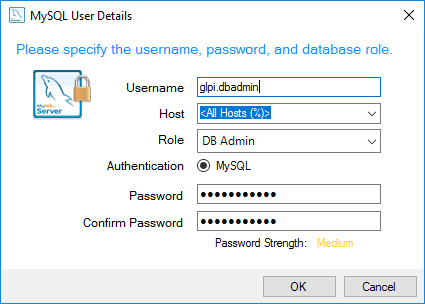 MySQL User Details
Please specify the username, password, and database role.
MySQL
Server
Username glpi.dbadmin
Host <All Hosts (%)>
Role DB Admin
Authentication MySQL
Password ●●●●●●●●●●●
Confirm Password ●●●●●●●●●●●
Password Strength: Medium
OK Cancel